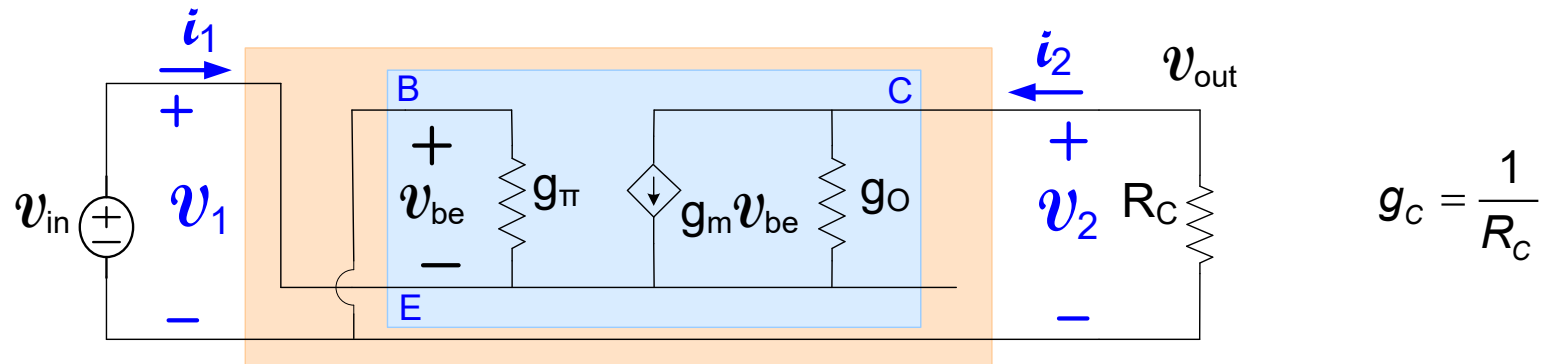 i1
i2
vout
B
C
+
+
+
vin
+
−
v1
vbe
gπ
gmvbe
gO
v2
RC
gC = 1/RC
−
E
−
−